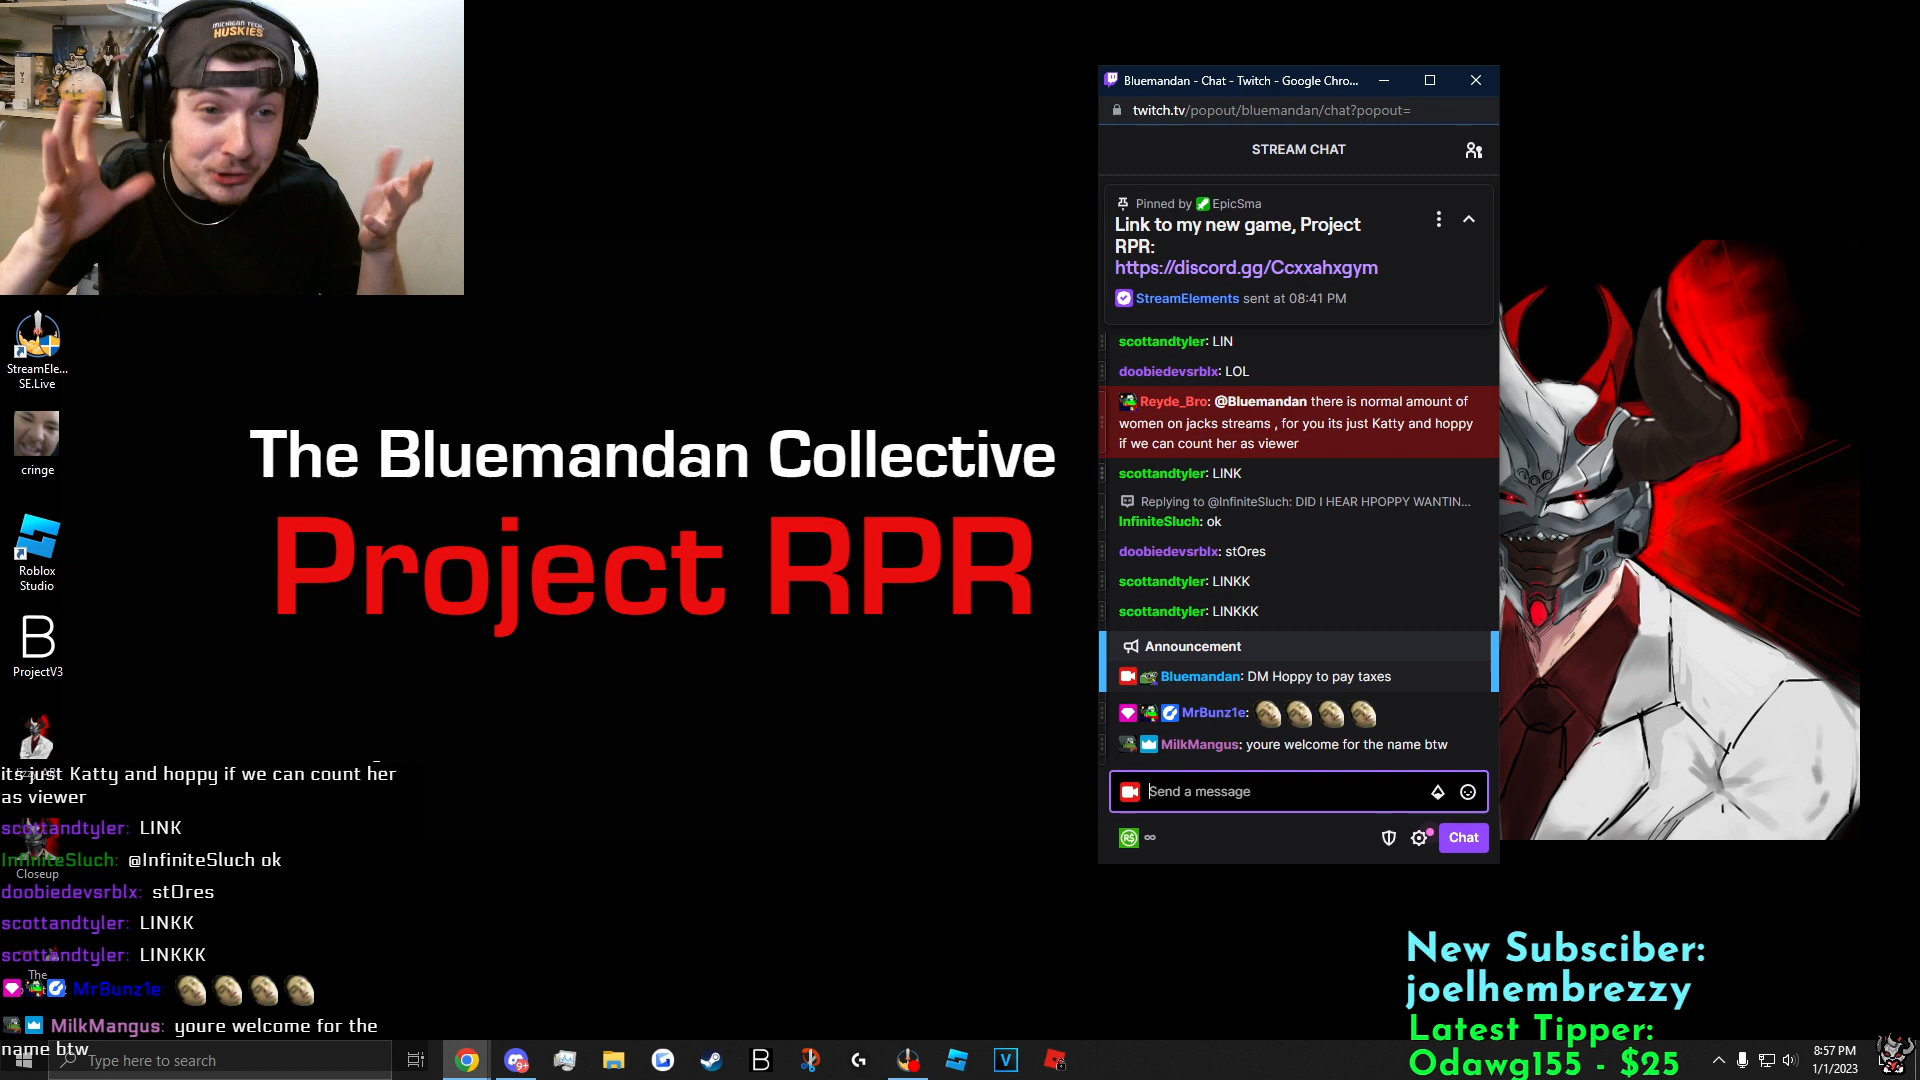 MICHIGAN TECH
HUSKIES
StreamEle...
SE.Live
cringe
Roblox
Studio
B
ProjectV3
The Bluemandan Collective
Project RPR
Bluemandan - Chat - Twitch - Google Chro...
twitch.tv/popout/bluemandan/chat?popout=
STREAM CHAT
Pinned by EpicSma
Link to my new game, Project
RPR:
https://discord.gg/Ccxxahxgym
StreamElements sent at 08:41 PM
scottandtyler: LIN
doobiedevsrblx: LOL
Reyde_Bro: @Bluemandan there is normal amount of
women on jacks streams , for you its just Katty and hoppy
if we can count her as viewer
scottandtyler: LINK
Replying to @InfiniteSluch: DID I HEAR HPOPPY WANTIN...
InfiniteSluch: ok
doobiedevsrblx: stOres
scottandtyler: LINKK
scottandtyler: LINKKK
Announcement
Bluemandan: DM Hoppy to pay taxes
MrBunz1e:
MilkMangus: youre welcome for the name btw
Send a message
∞
Chat
its just Katty and hoppy if we can count her
as viewer
scottandtyler: LINK
InfiniteSluch: @InfiniteSluch ok
Closeup
doobiedevsrblx: stOres
scottandtyler: LINKK
scottandtyler: LINKKK
The
MrBunz1e:
MilkMangus: youre welcome for the
name btw
New Subsciber:
joelhembrezzy
Latest Tipper:
Odawg155 - $25
Type here to search
9+
B
V
8:57 PM
1/1/2023